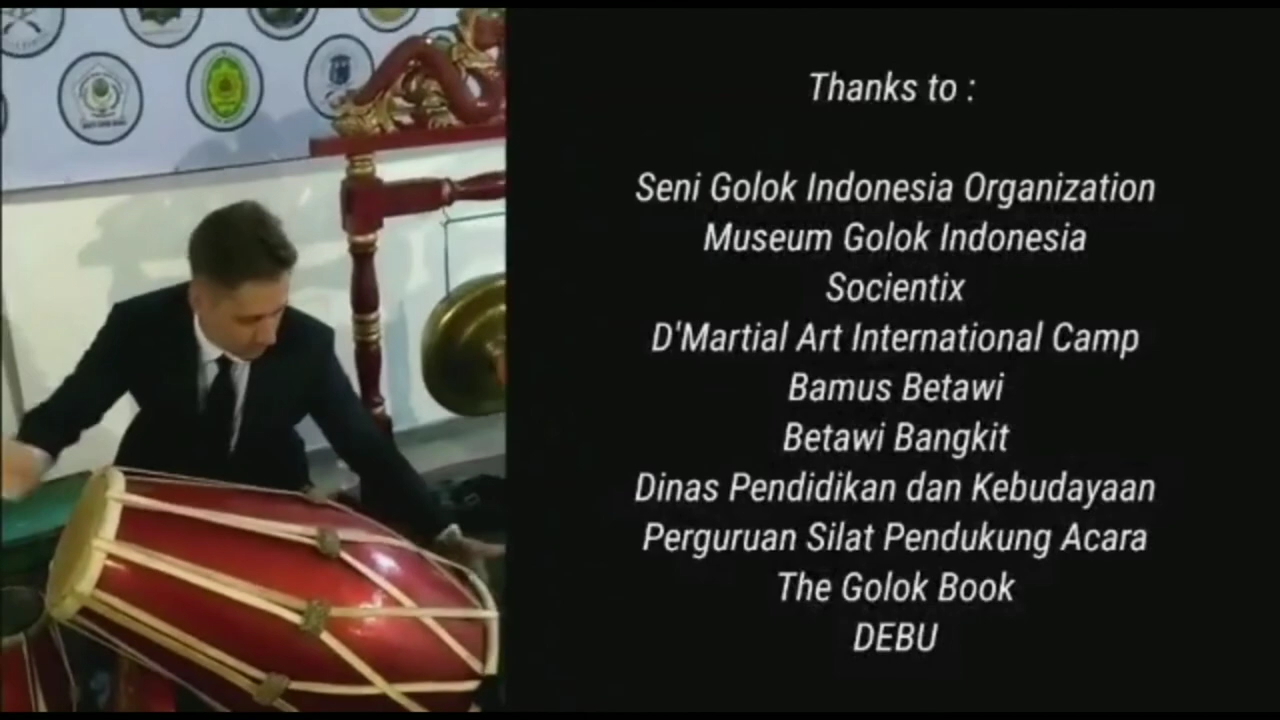 Thanks to :
Seni Golok Indonesia Organization
Museum Golok Indonesia
Socientix
D'Martial Art International Camp
Bamus Betawi
Betawi Bangkit
Dinas Pendidikan dan Kebudayaan
Perguruan Silat Pendukung Acara
The Golok Book
DEBU